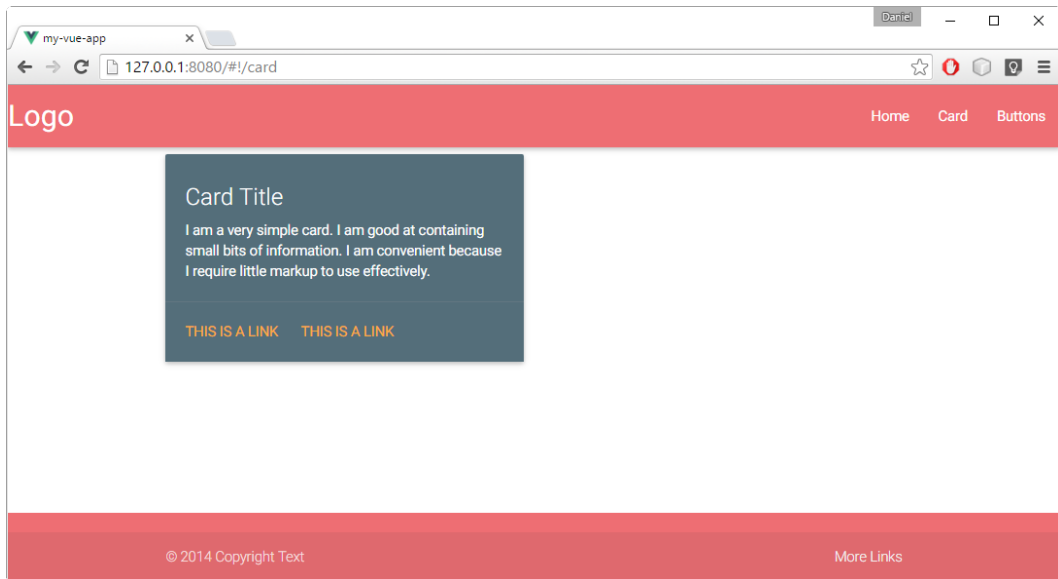 Daniel
my-vue-app
127.0.0.1:8080/#!/card
Logo
Home Card Buttons
Card Title
I am a very simple card. I am good at containing
small bits of information. I am convenient because
I require little markup to use effectively.
THIS IS A LINK THIS IS A LINK
© 2014 Copyright Text
More Links